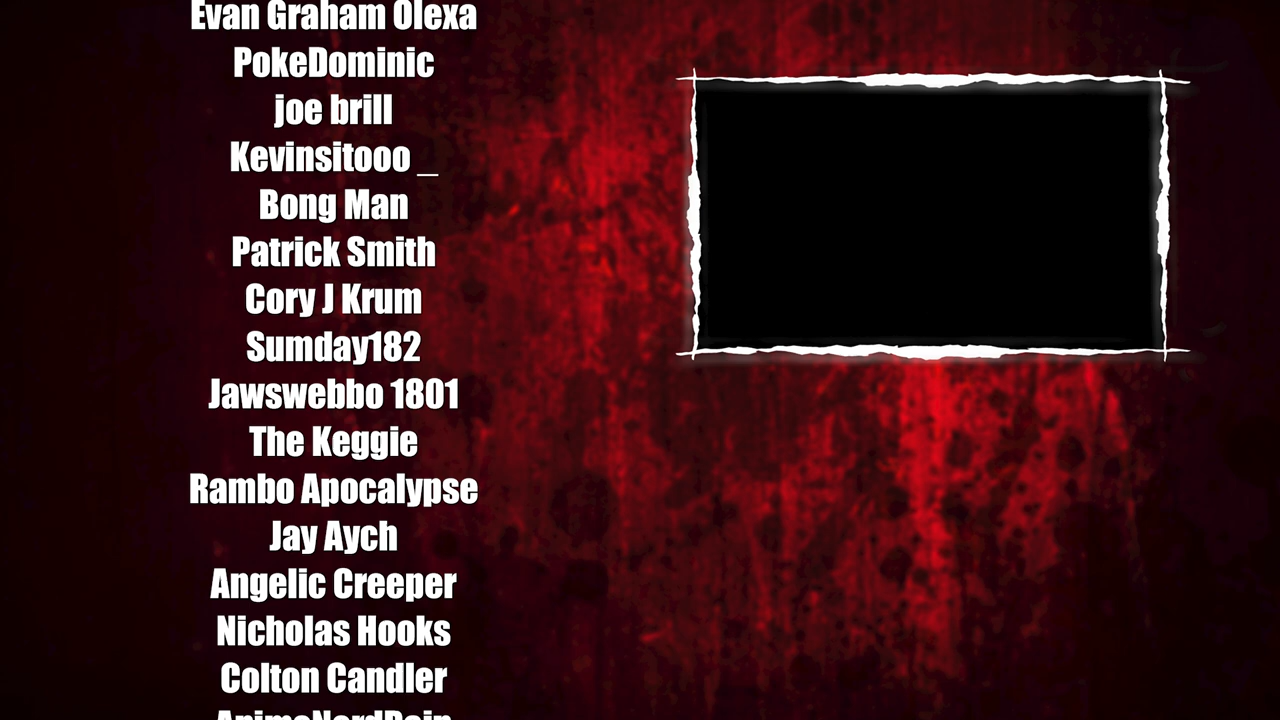 Evan Graham Olexa
PokeDominic
joe brill
Kevinsitooo _
Bong Man
Patrick Smith
Cory J Krum
Sumday182
Jawswebbo 1801
The Keggie
Rambo Apocalypse
Jay Aych
Angelic Creeper
Nicholas Hooks
Colton Candler